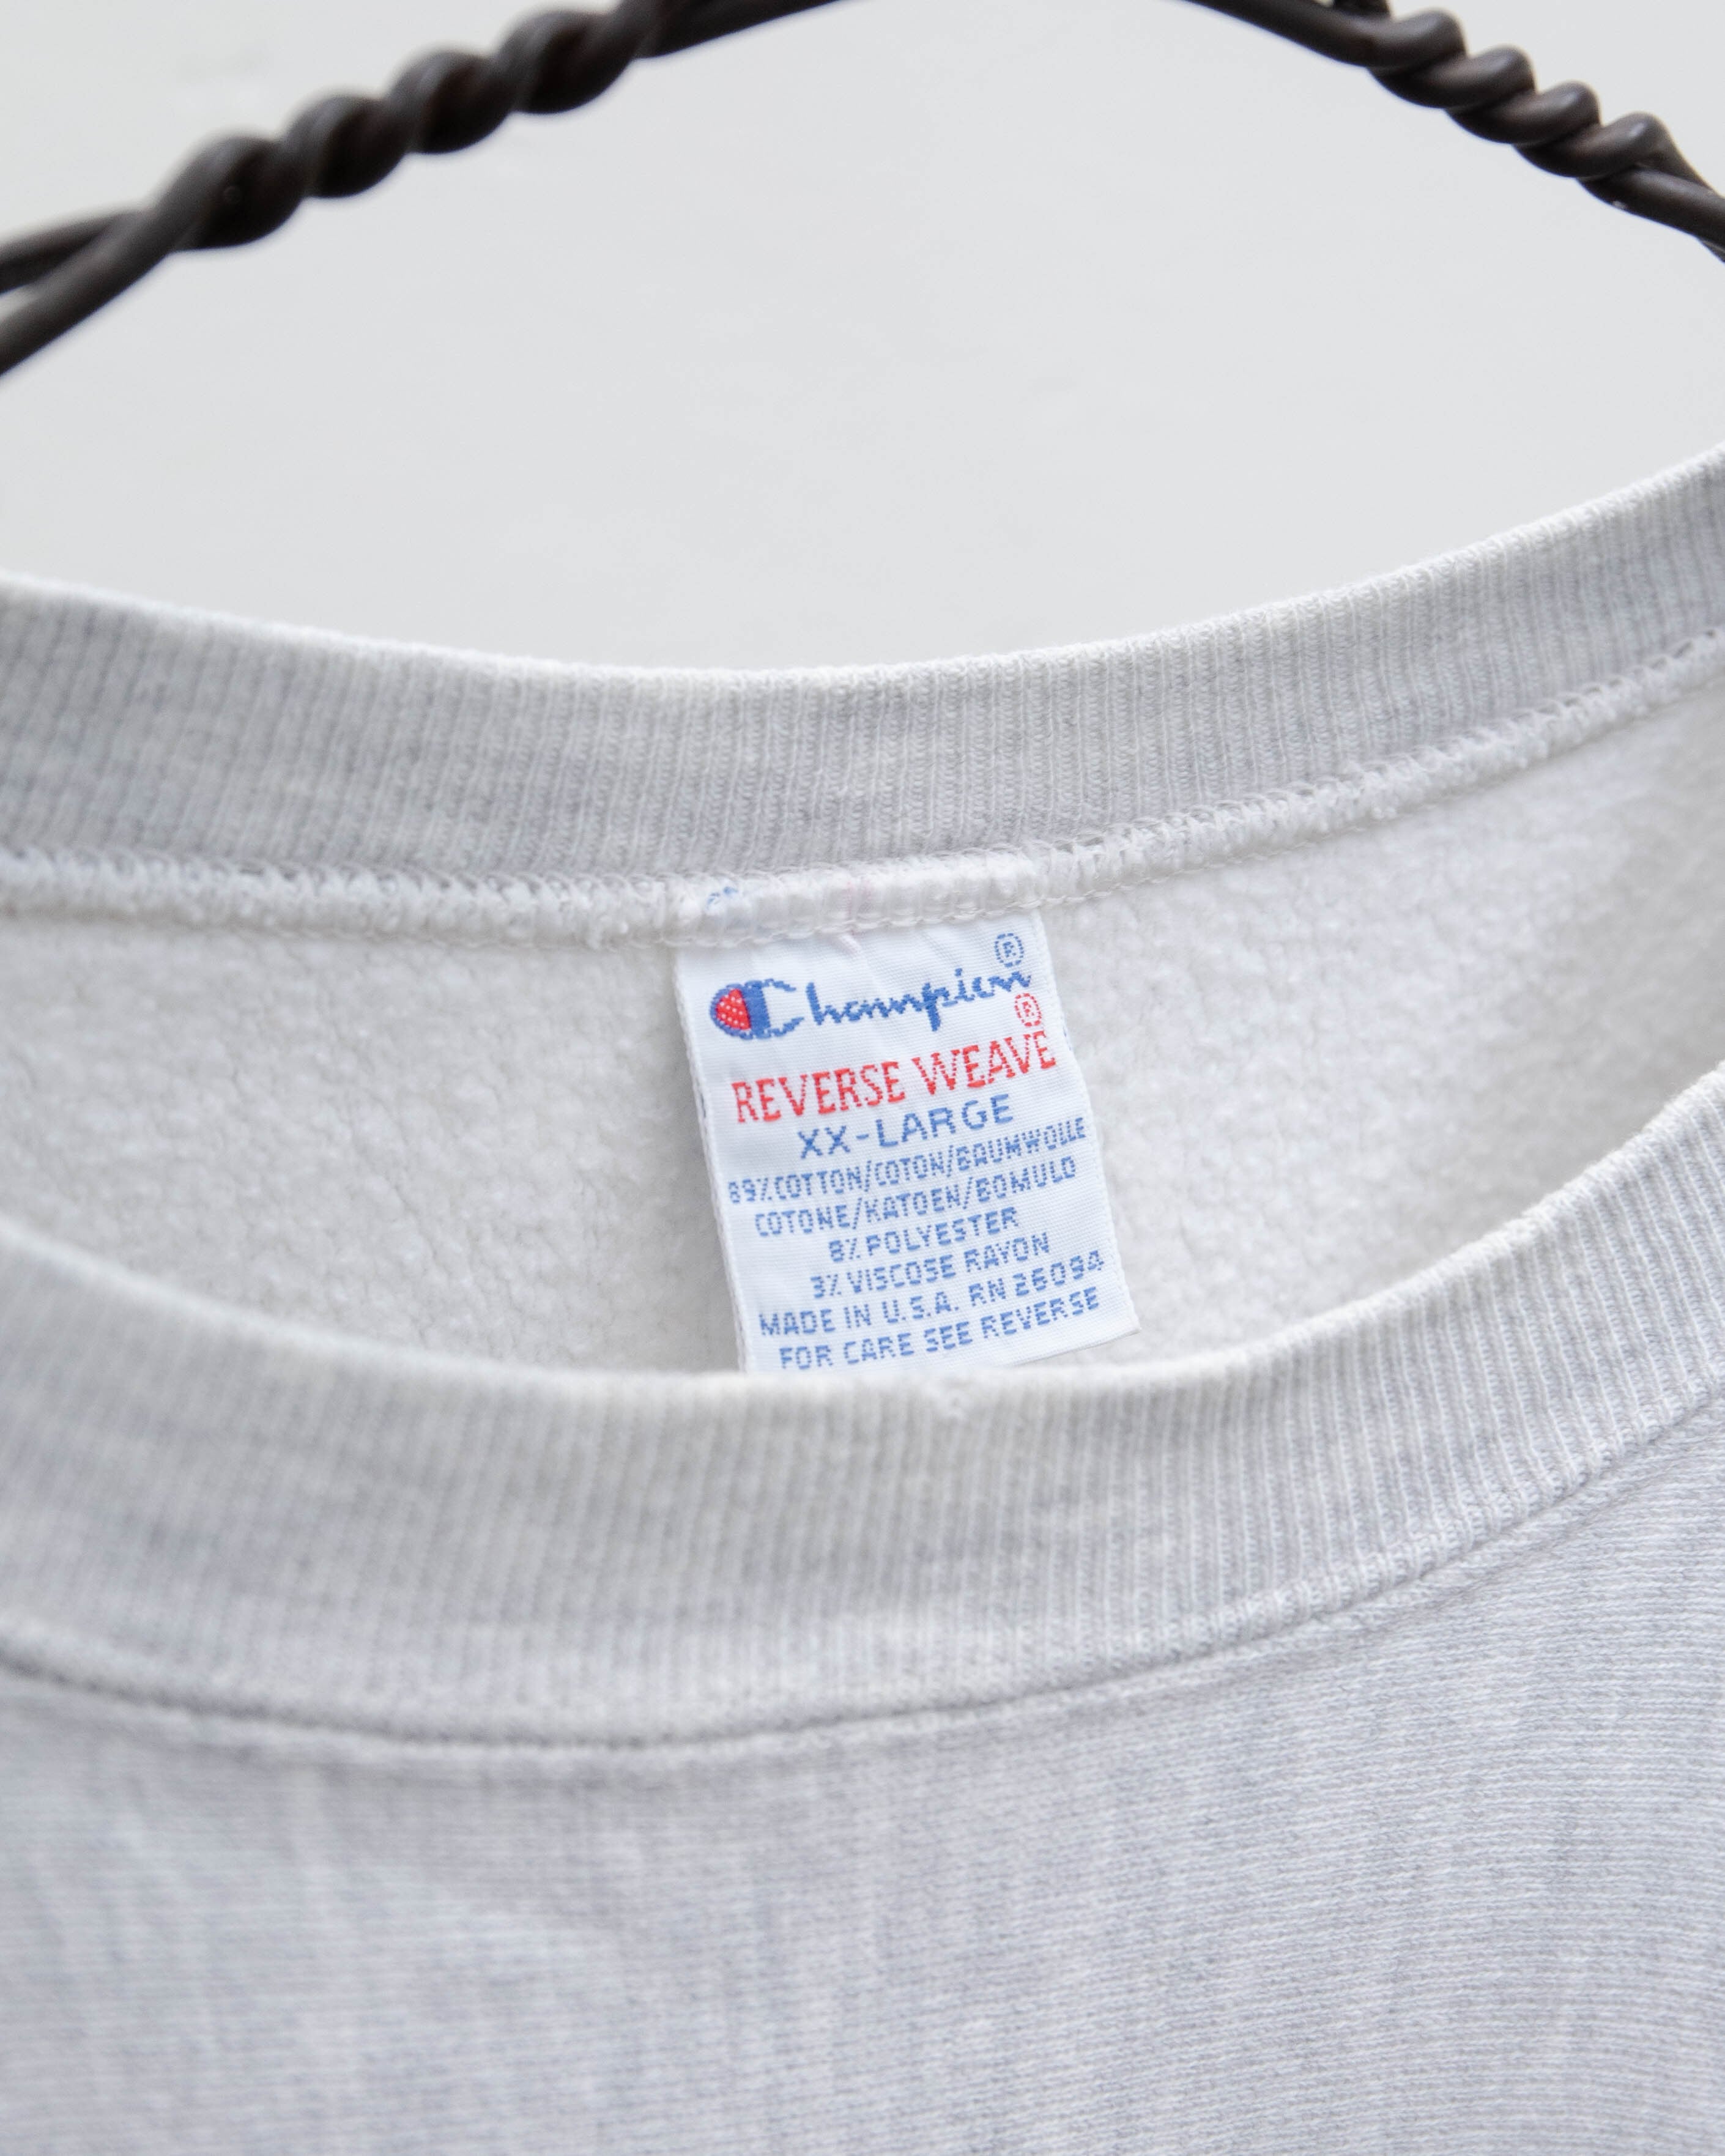 Champion®
REVERSE WEAVE®
XX-LARGE
89% COTTON/COTON/BAUMWOLLE
COTONE/KATOEN/BOMULD
8% POLYESTER
3% VISCOSE RAYON
MADE IN U.S.A. RN 26094
FOR CARE SEE REVERSE